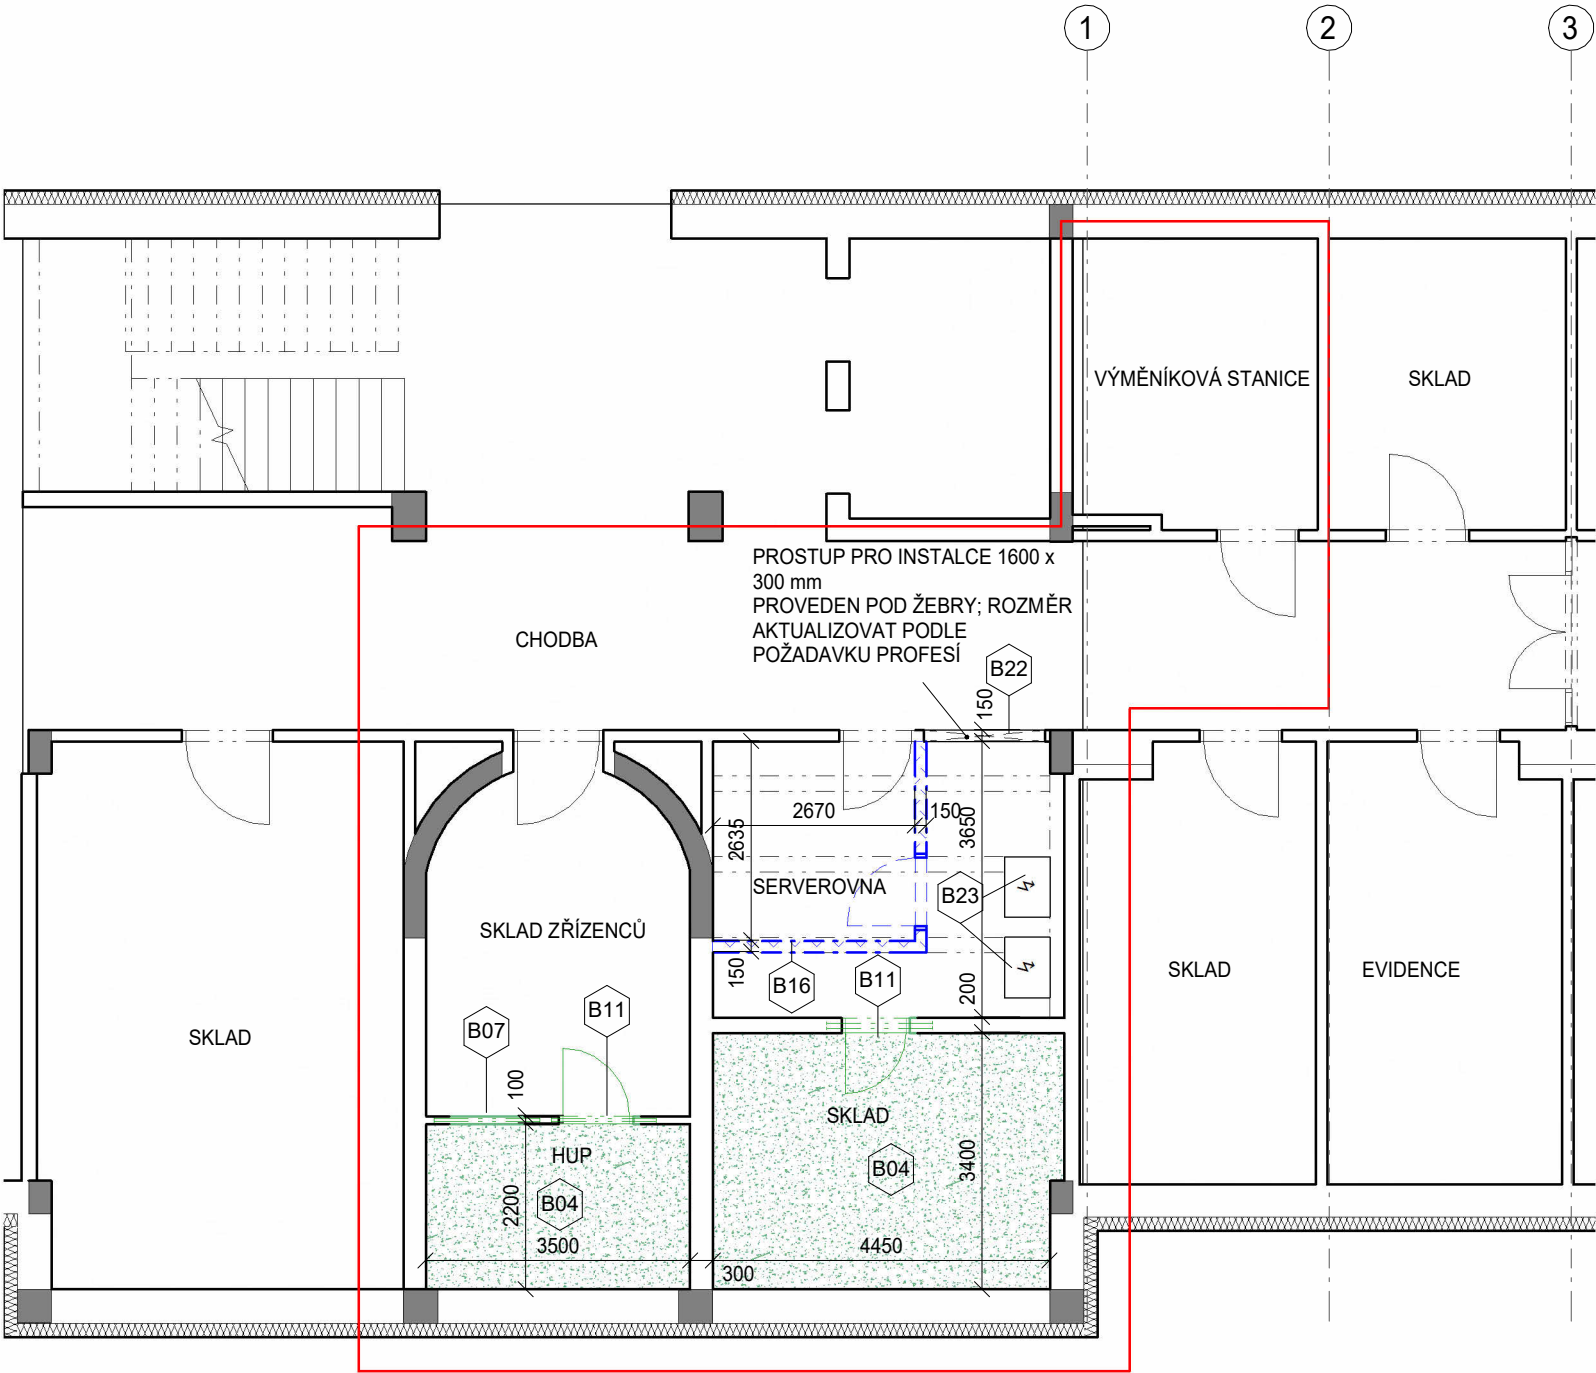 1
2
3
VÝMĚNÍKOVÁ STANICE
SKLAD
PROSTUP PRO INSTALCE 1600 x
300 mm
PROVEDEN POD ŽEBRY; ROZMĚR
AKTUALIZOVAT PODLE
POŽADAVKU PROFESÍ
CHODBA
B22
150
2670
150
2635
3650
SERVEROVNA
B23
SKLAD ZŘÍZENCŮ
150
B16
B11
200
SKLAD
EVIDENCE
B07
B11
SKLAD
100
SKLAD
HUP
B04
2200
3500
B04
3400
4450
300